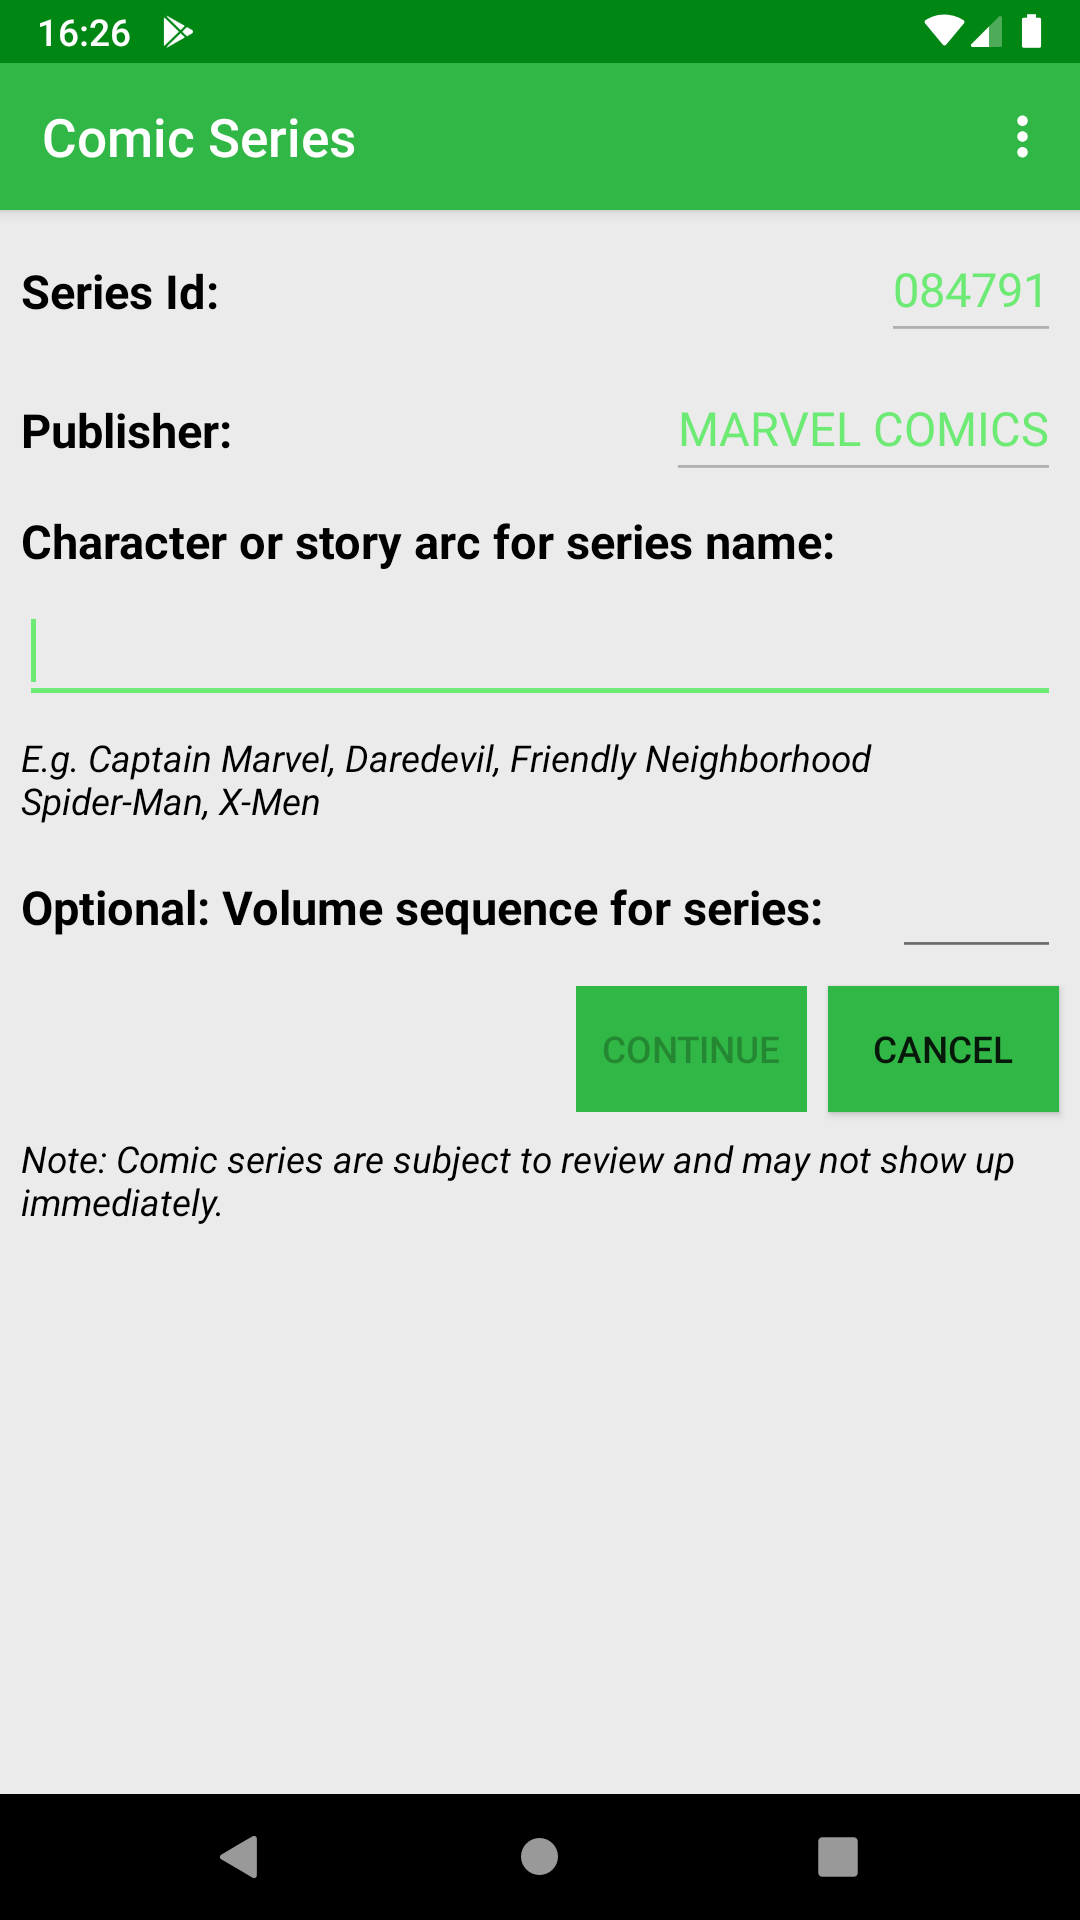 16:26
Comic Series
Series Id:
084791
Publisher:
MARVEL COMICS
Character or story arc for series name:
E.g. Captain Marvel, Daredevil, Friendly Neighborhood
Spider-Man, X-Men
Optional: Volume sequence for series:
CONTINUE
CANCEL
Note: Comic series are subject to review and may not show up
immediately.